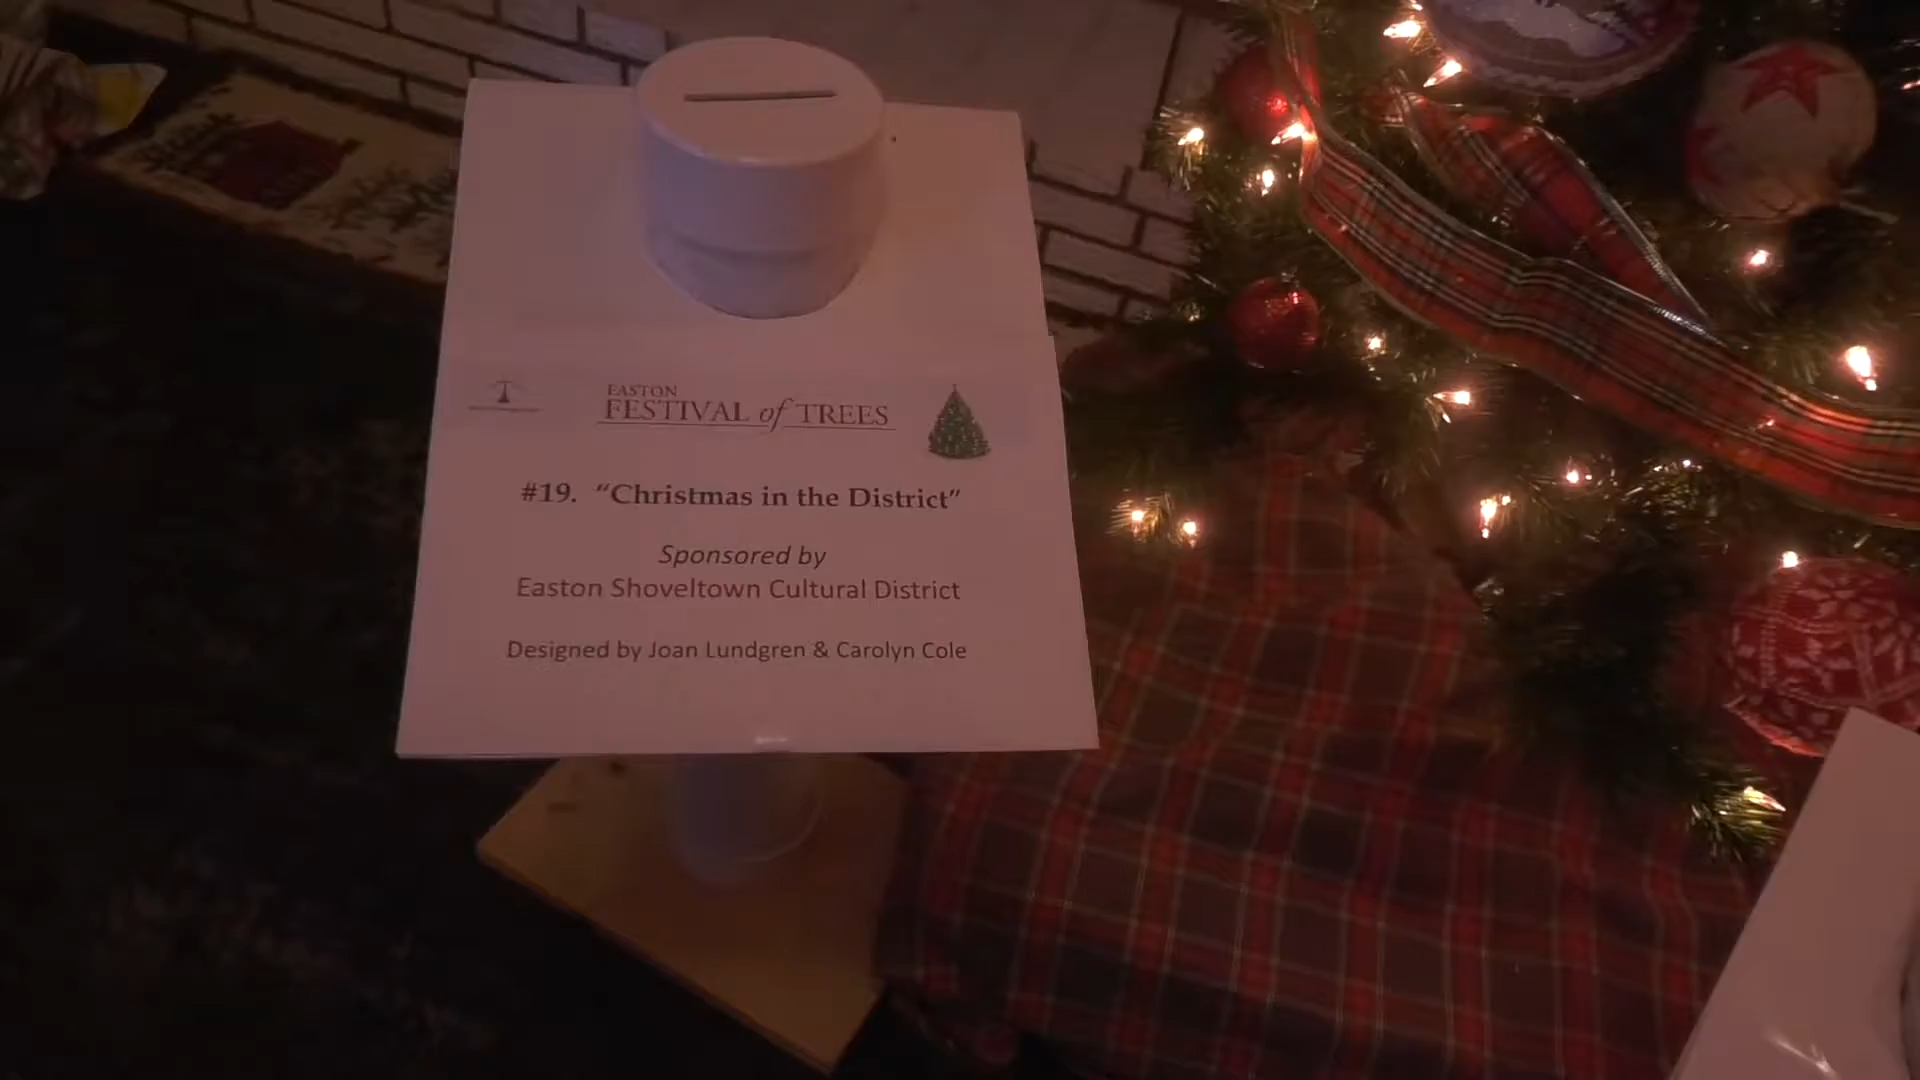 EASTON
FESTIVAL of TREES
#19. “Christmas in the District”
Sponsored by
Easton Shoveltown Cultural District
Designed by Joan Lundgren & Carolyn Cole